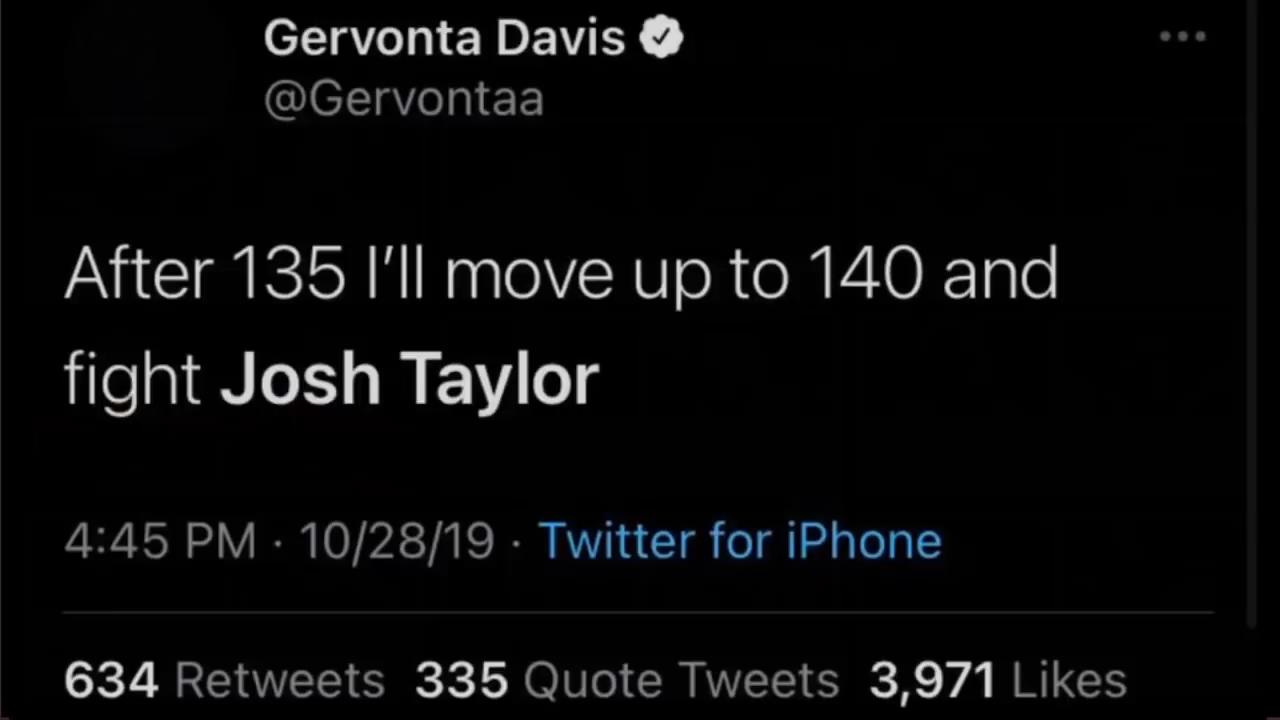 Gervonta Davis
@Gervontaa
After 135 I'll move up to 140 and
fight Josh Taylor
4:45 PM · 10/28/19 · Twitter for iPhone
634 Retweets 335 Quote Tweets 3,971 Likes